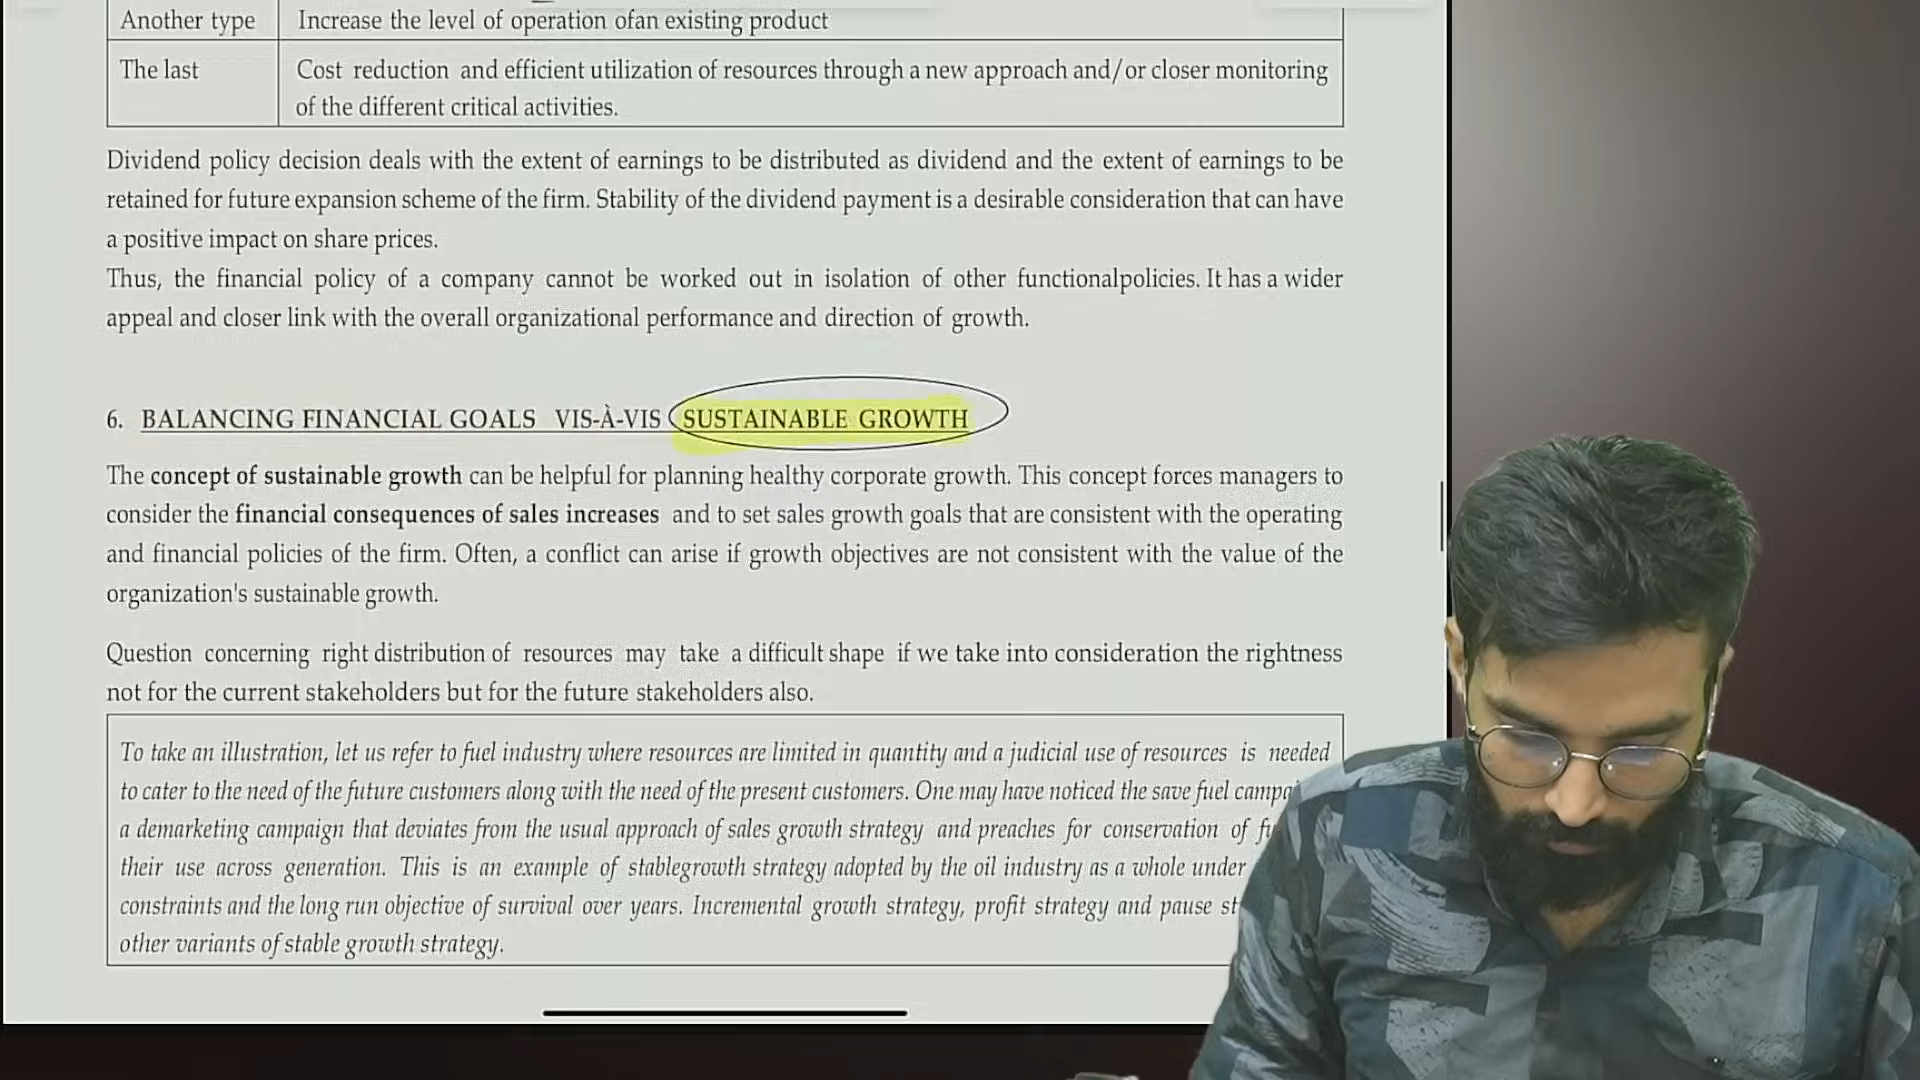 Another type Increase the level of operation ofan existing product
The last Cost reduction and efficient utilization of resources through a new approach and/or closer monitoring
of the different critical activities.
Dividend policy decision deals with the extent of earnings to be distributed as dividend and the extent of earnings to be
retained for future expansion scheme of the firm. Stability of the dividend payment is a desirable consideration that can have
a positive impact on share prices.
Thus, the financial policy of a company cannot be worked out in isolation of other functionalpolicies. It has a wider
appeal and closer link with the overall organizational performance and direction of growth.
6. BALANCING FINANCIAL GOALS VIS-À-VIS SUSTAINABLE GROWTH
The concept of sustainable growth can be helpful for planning healthy corporate growth. This concept forces managers to
consider the financial consequences of sales increases and to set sales growth goals that are consistent with the operating
and financial policies of the firm. Often, a conflict can arise if growth objectives are not consistent with the value of the
organization's sustainable growth.
Question concerning right distribution of resources may take a difficult shape if we take into consideration the rightness
not for the current stakeholders but for the future stakeholders also.
To take an illustration, let us refer to fuel industry where resources are limited in quantity and a judicial use of resources is needed
to cater to the need of the future customers along with the need of the present customers. One may have noticed the save fuel
a demarketing campaign that deviates from the usual approach of sales growth strategy and preaches for conservation of
their use across generation. This is an example of stablegrowth strategy adopted by the oil industry as a whole under
constraints and the long run objective of survival over years. Incremental growth strategy, profit strategy and pause
other variants of stable growth strategy.